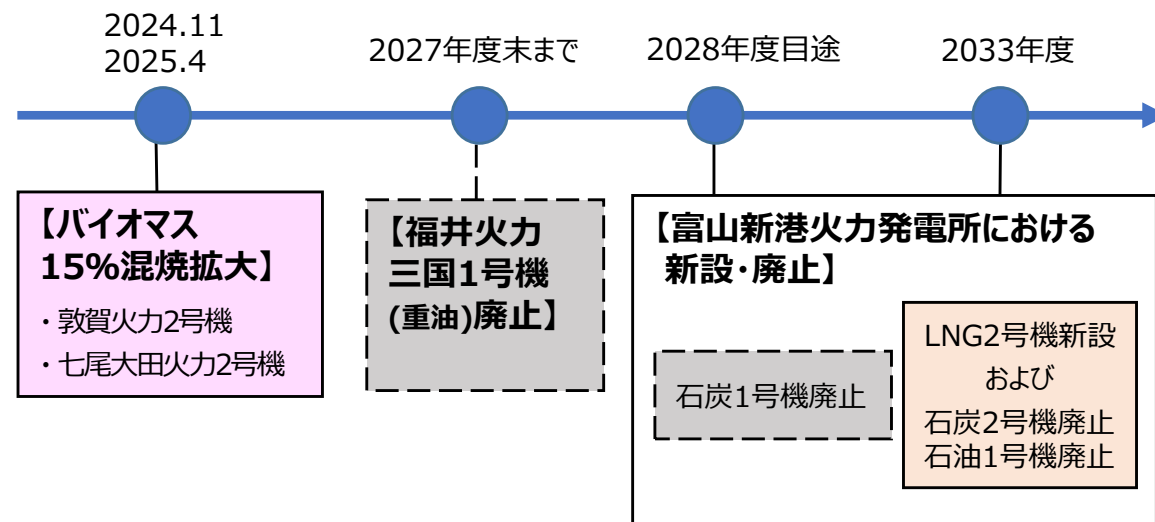 2024.11
2025.4
2027年度末まで
2028年度目途
2033年度
【バイオマス
15%混焼拡大】
・敦賀火力2号機
・七尾大田火力2号機
【福井火力
三国1号機
(重油)廃止】
【富山新港火力発電所における
新設・廃止】
石炭1号機廃止
LNG2号機新設
および
石炭2号機廃止
石油1号機廃止